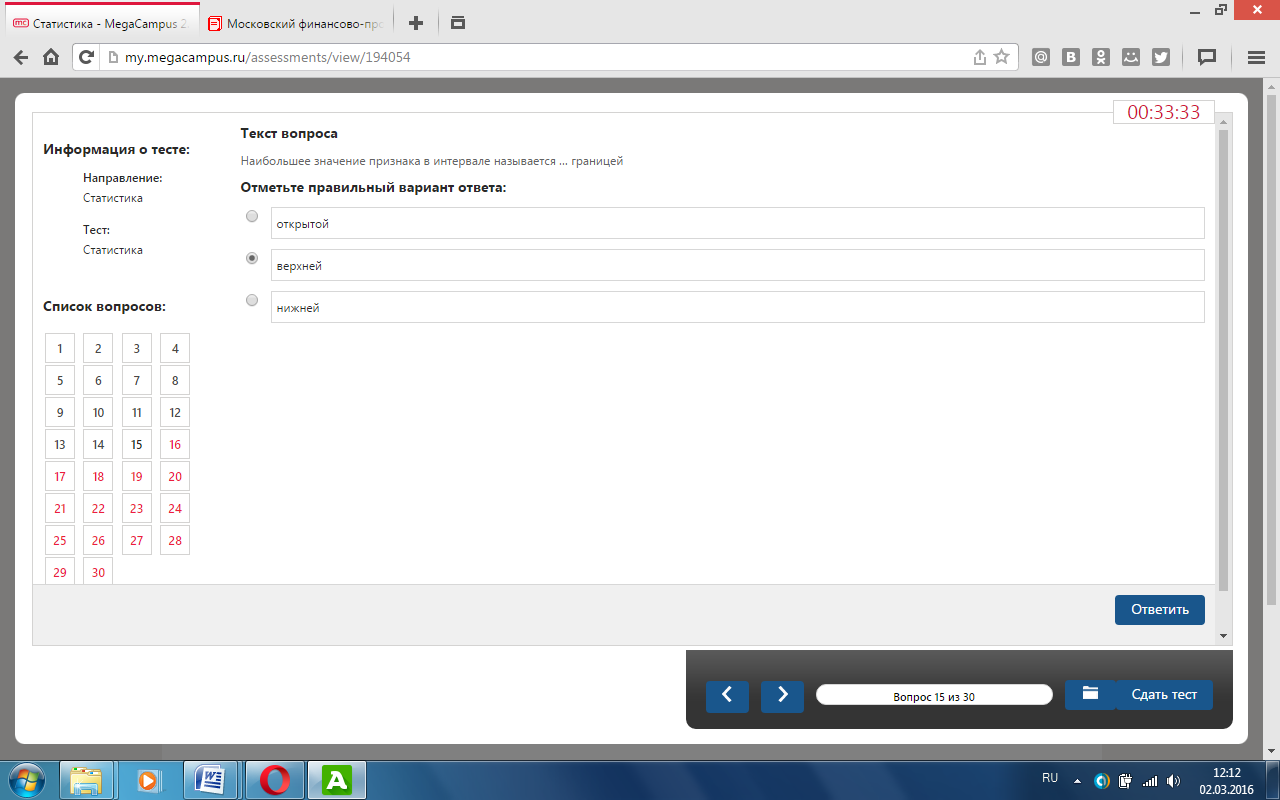 Статистика - MegaCampus 2
Московский финансово-про
my.megacampus.ru/assessments/view/194054
00:33:33
Информация о тесте:
Направление:
Статистика
Тест:
Статистика
Список вопросов:
1 2 3 4
5 6 7 8
9 10 11 12
13 14 15 16
17 18 19 20
21 22 23 24
25 26 27 28
29 30
Текст вопроса
Наибольшее значение признака в интервале называется ... границей
Отметьте правильный вариант ответа:
открытой
верхней
нижней
Ответить
Вопрос 15 из 30
Сдать тест
RU
12:12
02.03.2016